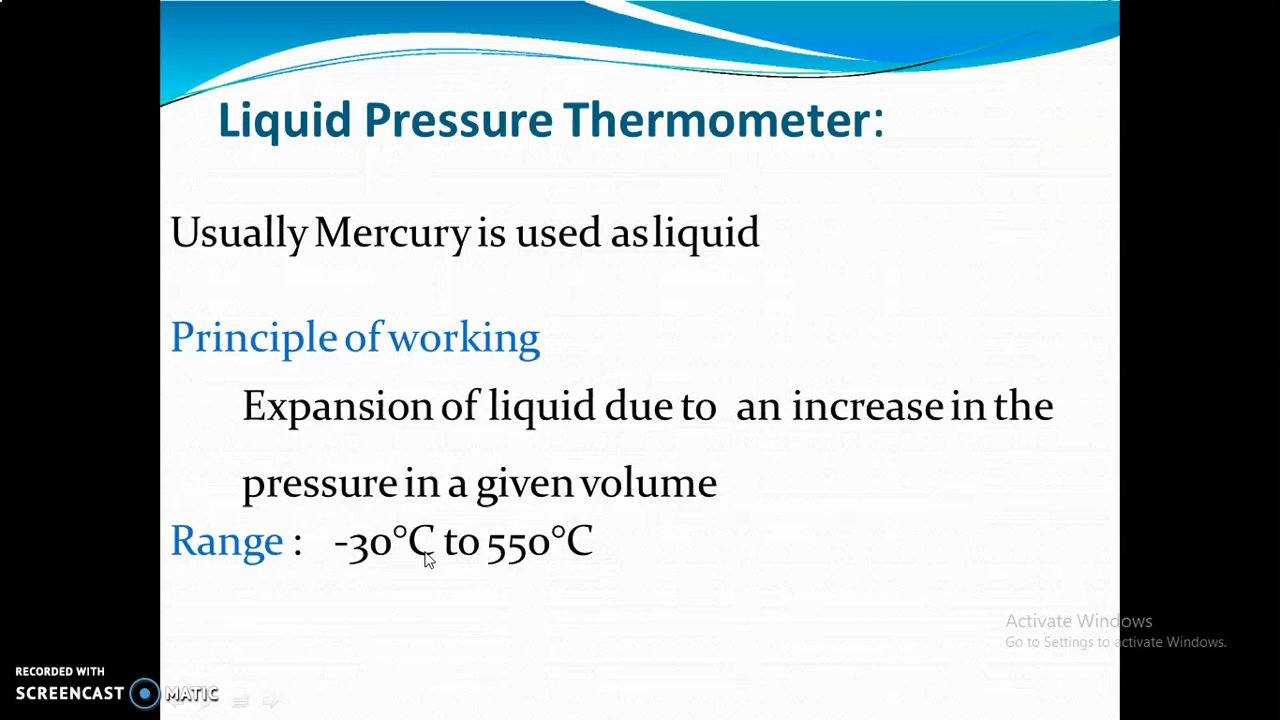 Liquid Pressure Thermometer:
Usually Mercury is used as liquid
Principle of working
Expansion of liquid due to an increase in the
pressure in a given volume
Range : -30°C to 550°C
Activate Windows
Go to Settings to activate Windows.
RECORDED WITH
SCREENCAST MATIC